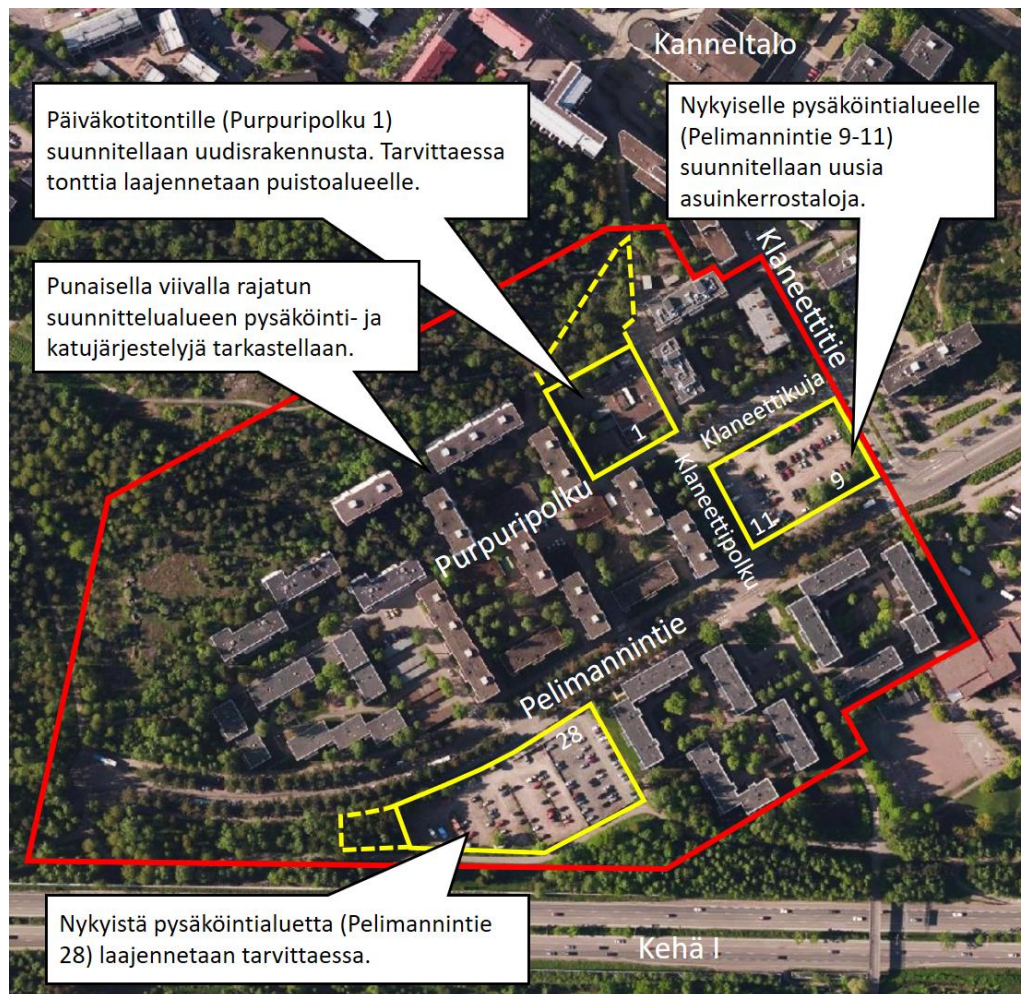 Kanneltalo
Päiväkotitontille (Purpuripolku 1)
suunnitellaan uudisrakennusta. Tarvittaessa
tonttia laajennetaan puistoalueelle.
Nykyiselle pysäköintialueelle
(Pelimannintie 9-11)
suunnitellaan uusia
asuinkerrostaloja.
Punaisella viivalla rajatun
suunnittelualueen pysäköinti- ja
katujärjestelyjä tarkastellaan.
Klaneettitie
Klaneettikuja
1
9
11
Klaneettipolku
Purpuripolku
Pelimannintie
28
Nykyistä pysäköintialuetta (Pelimannintie
28) laajennetaan tarvittaessa.
Kehä I